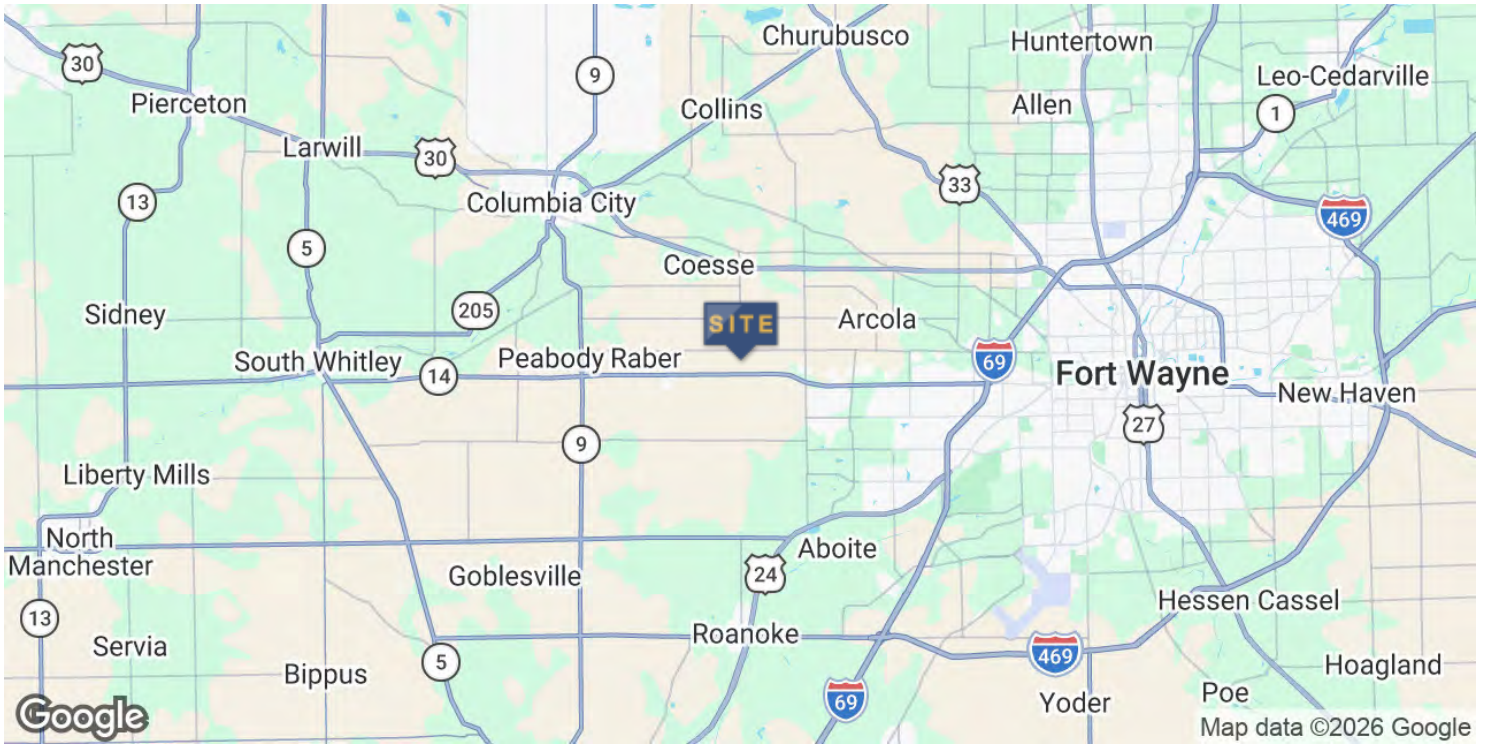 Churubusco
Huntertown
30
9
Leo-Cedarville
Pierceton
Collins
Allen
1
Larwill
30
33
13
Columbia City
469
5
Coesse
205
Sidney
SITE
Arcola
South Whitley
14
Peabody Raber
69
Fort Wayne
New Haven
27
9
Liberty Mills
North
Manchester
Aboite
24
Goblesville
Hessen Cassel
13
Servia
Roanoke
5
469
Bippus
Hoagland
69
Yoder
Poe
Google
Map data ©2026 Google